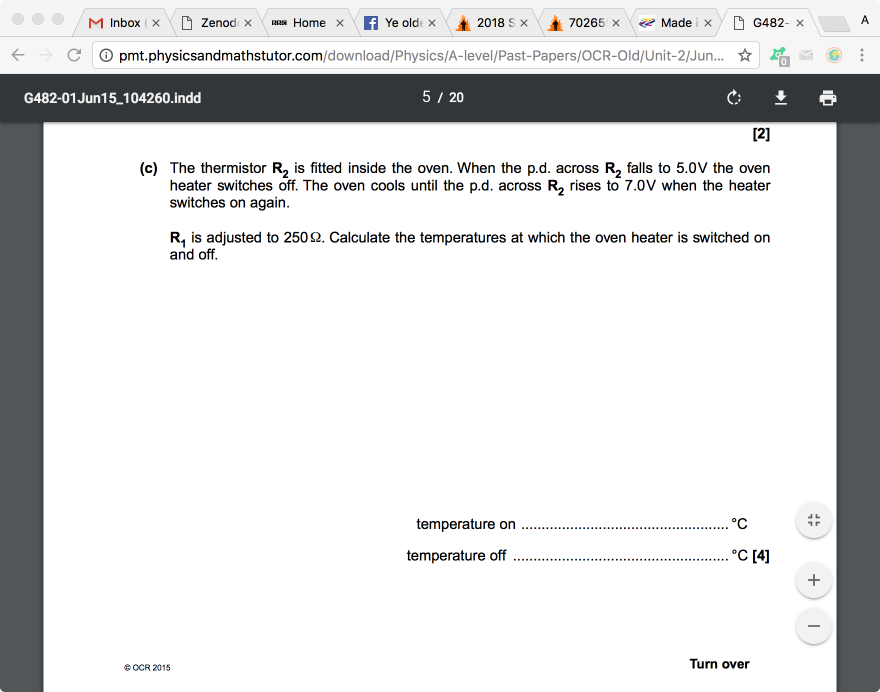 Inbox (
Zenod
Home
Ye olde
2018 S
70265
Made i
G482-
A
pmt.physicsandmathstutor.com/download/Physics/A-level/Past-Papers/OCR-Old/Unit-2/Jun...
0
G482-01Jun15_104260.indd
5 / 20
[2]
(c) The thermistor R2 is fitted inside the oven. When the p.d. across R2 falls to 5.0V the oven
heater switches off. The oven cools until the p.d. across R2 rises to 7.0V when the heater
switches on again.
R1 is adjusted to 250Ω. Calculate the temperatures at which the oven heater is switched on
and off.
temperature on .................................................. °C
temperature off .................................................... °C [4]
© OCR 2015
Turn over